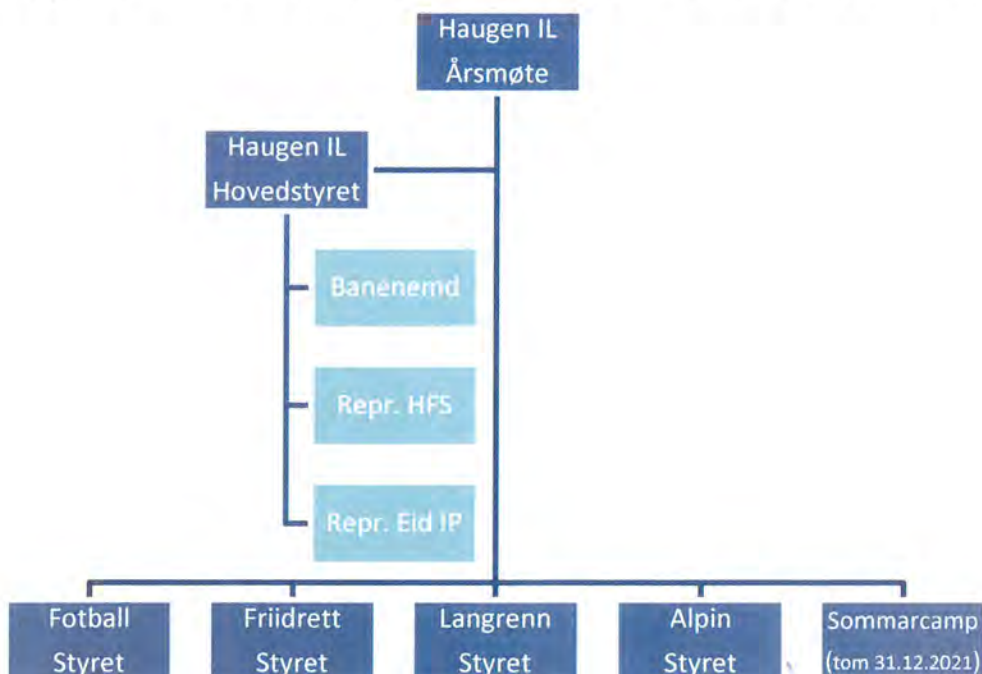 Haugen IL
Årsmøte
Haugen IL
Hovedstyret
Banenemd
Repr. HFS
Repr. Eid IP
Fotball
Styret
Friidrett
Styret
Langrenn
Styret
Alpin
Styret
Sommarcamp
(tom 31.12.2021)